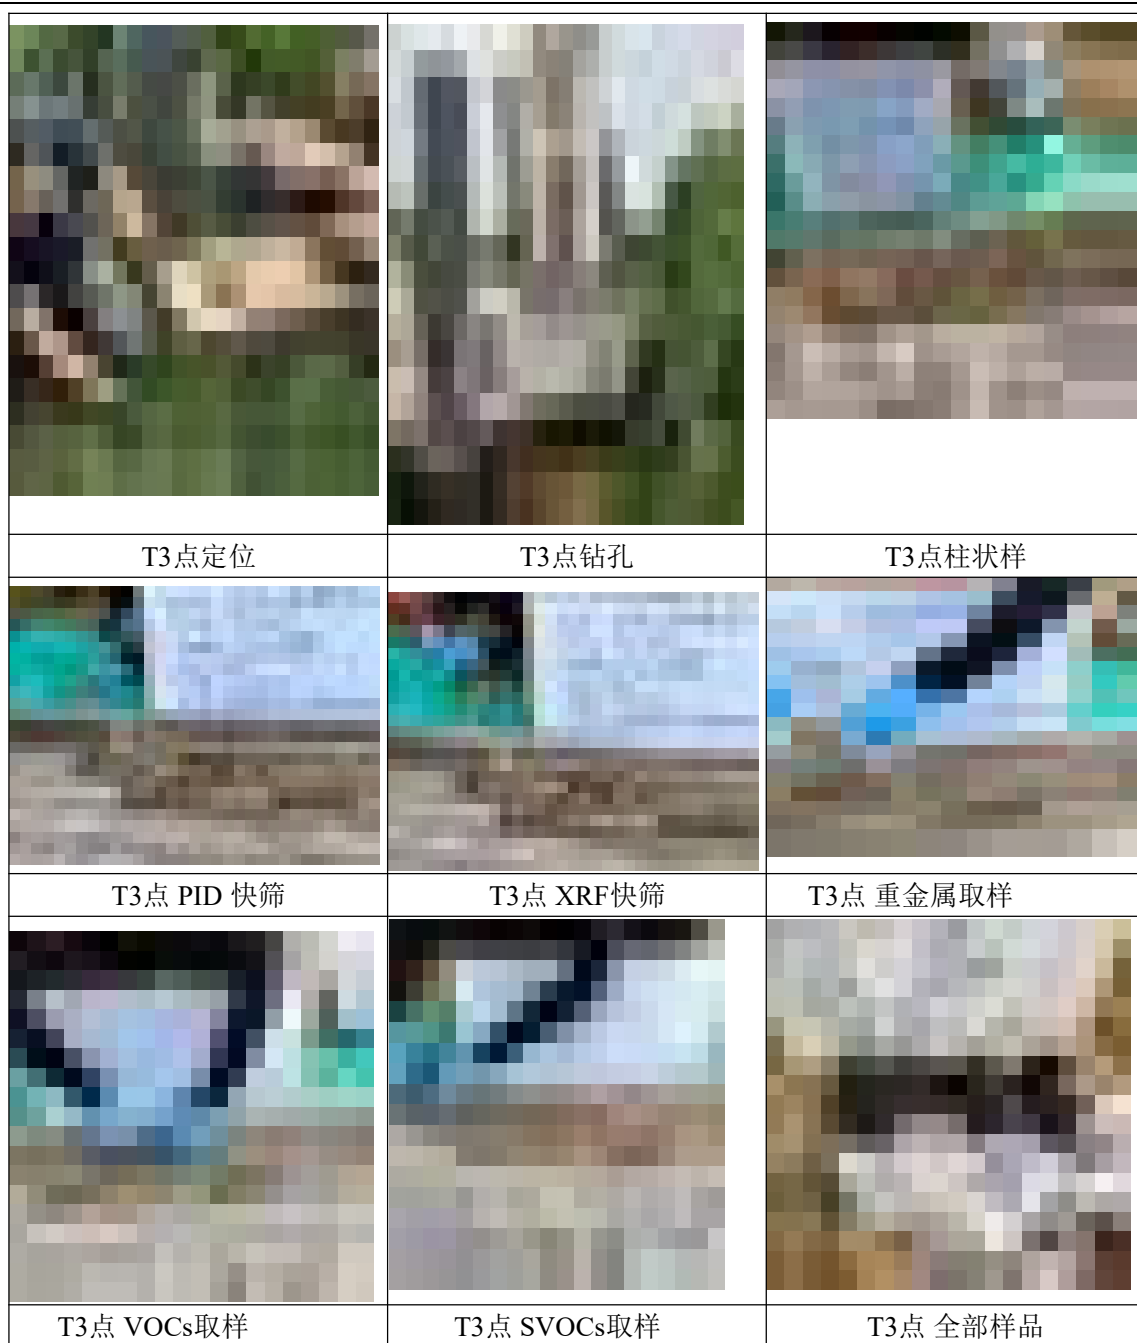 T3点定位
T3点钻孔
T3点柱状样
T3点 PID 快筛
T3点 XRF快筛
T3点 重金属取样
T3点 VOCs取样
T3点 SVOCs取样
T3点 全部样品